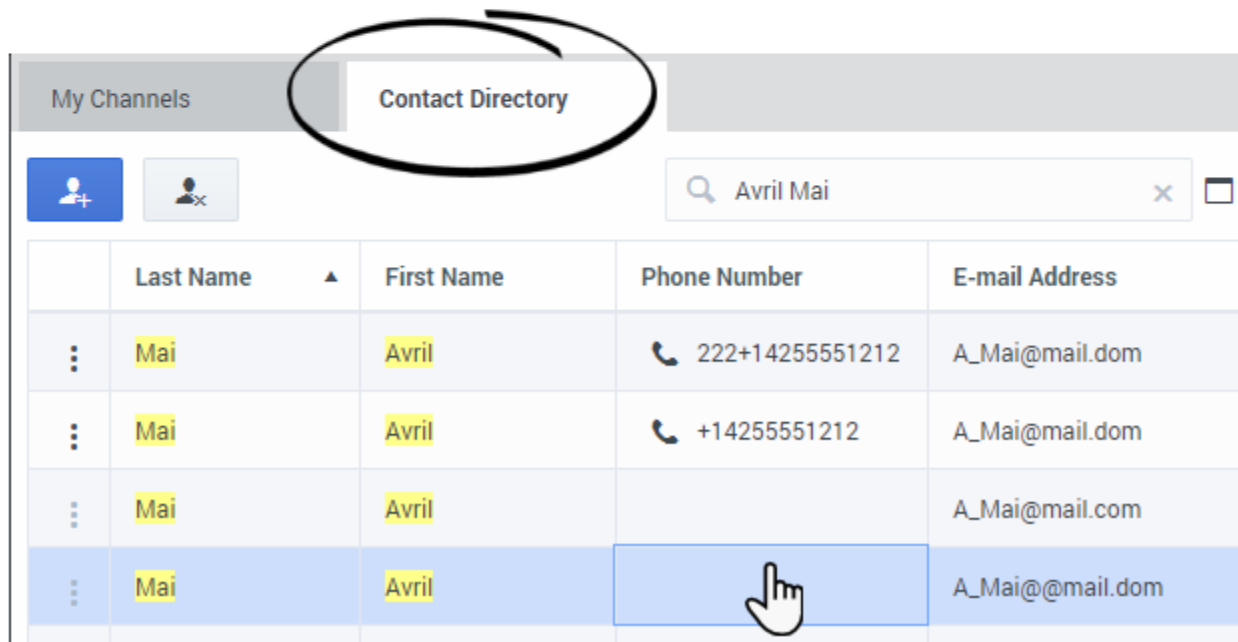 My Channels Contact Directory
Avril Mai
Last Name First Name Phone Number E-mail Address
Mai Avril 222+14255551212 A_Mai@mail.dom
Mai Avril +14255551212 A_Mai@mail.dom
Mai Avril A_Mai@mail.com
Mai Avril A_Mai@@mail.dom